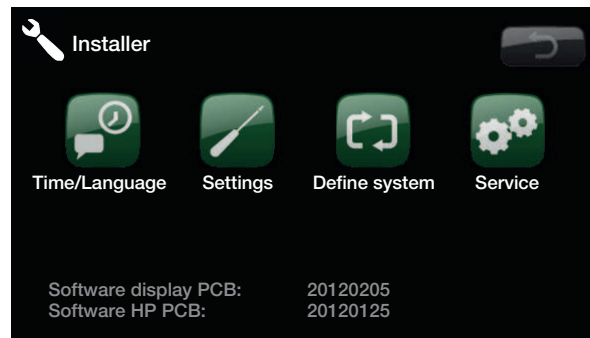 Installer
Time/Language Settings Define system Service
Software display PCB: 20120205
Software HP PCB: 20120125